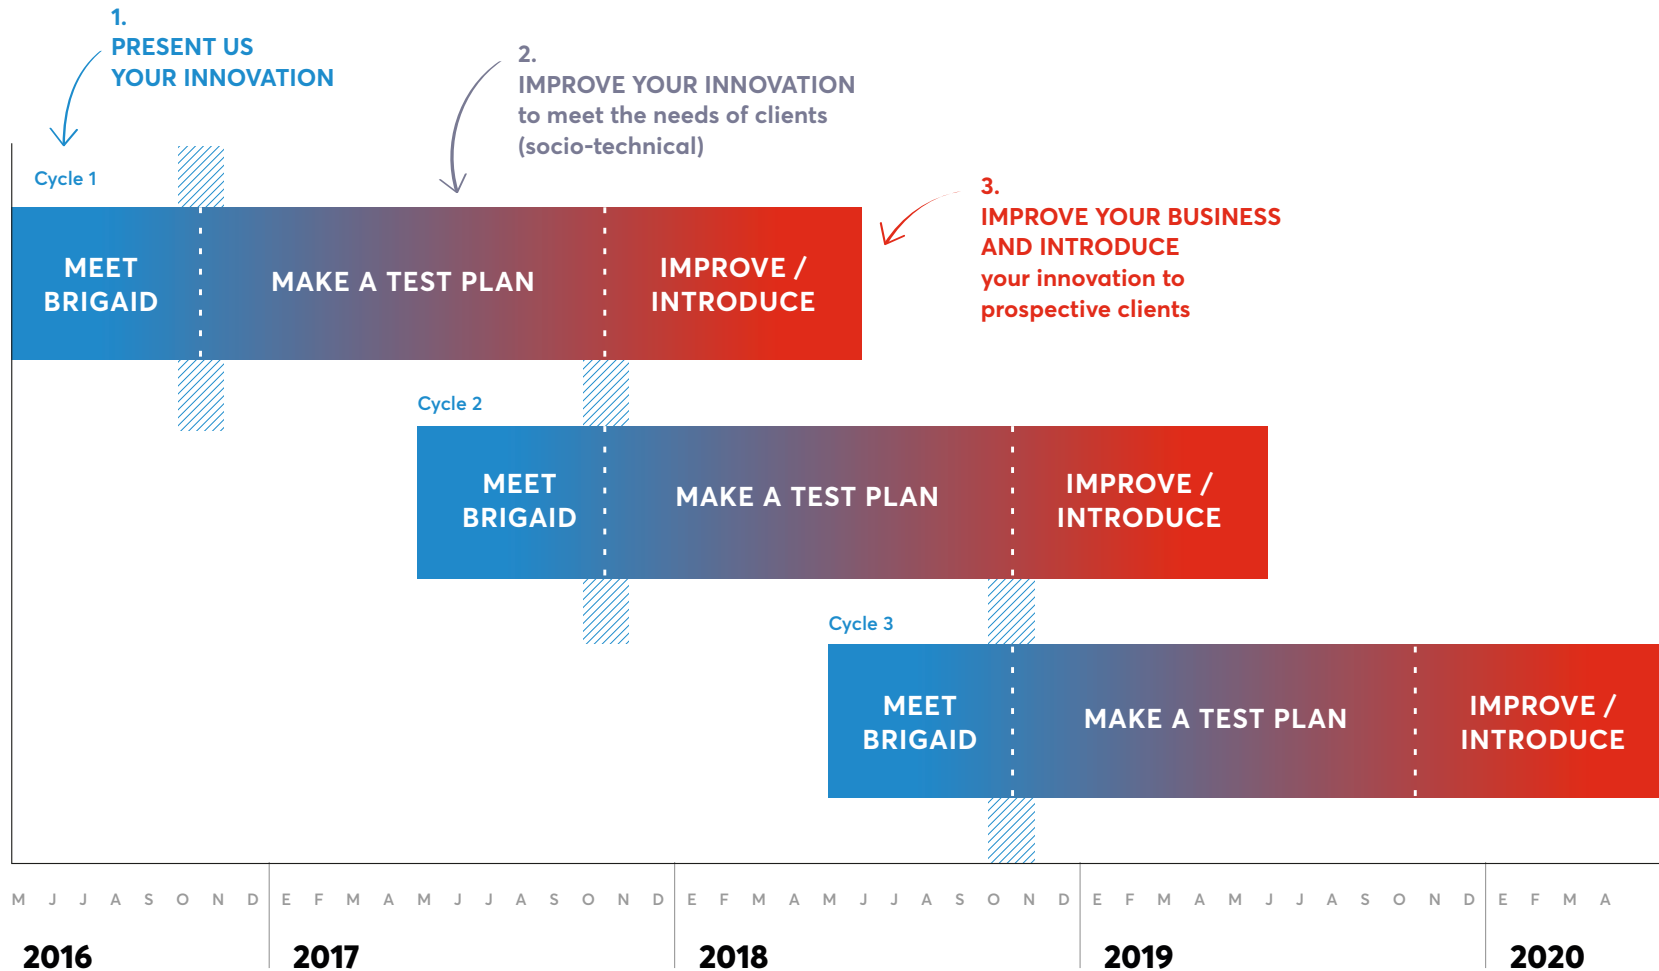 1.
PRESENT US
YOUR INNOVATION
2.
IMPROVE YOUR INNOVATION
to meet the needs of clients
(socio-technical)
3.
IMPROVE YOUR BUSINESS
AND INTRODUCE
your innovation to
prospective clients
Cycle 1
MEET
BRIGAID
MAKE A TEST PLAN
IMPROVE /
INTRODUCE
Cycle 2
MEET
BRIGAID
MAKE A TEST PLAN
IMPROVE /
INTRODUCE
Cycle 3
MEET
BRIGAID
MAKE A TEST PLAN
IMPROVE /
INTRODUCE
M J J A S O N D E F M A M J J A S O N D E F M A M J J A S O N D E F M A M J J A S O N D E F M A
2016 2017 2018 2019 2020